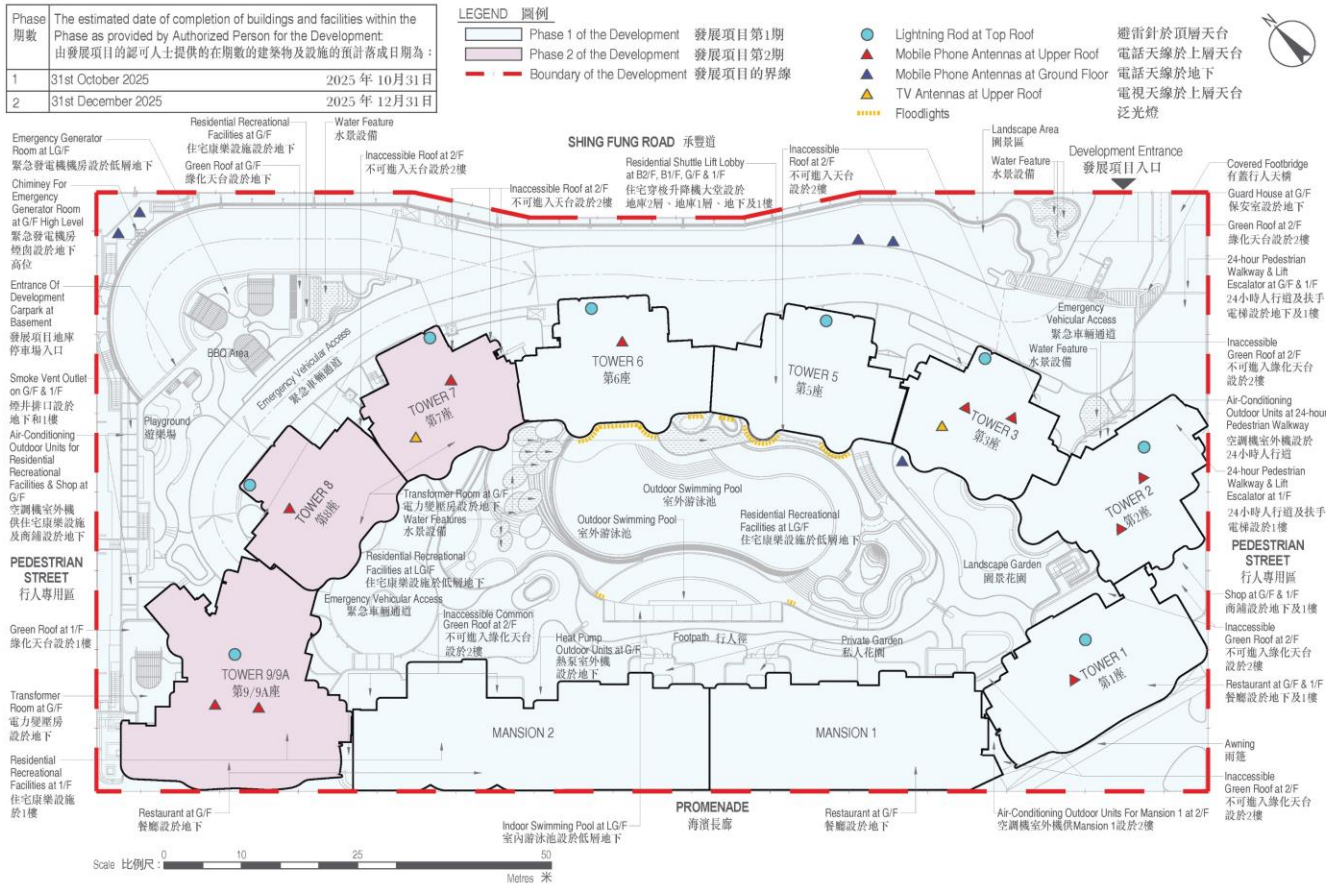 Phase
期數
The estimated date of completion of buildings and facilities within the
Phase as provided by Authorized Person for the Development:
由發展項目的認可人士提供的在期數的建築物及設施的預計落成日期為：
1 31st October 2025 2025 年 10月31日
2 31st December 2025 2025 年 12月31日
LEGEND 圖例
Phase 1 of the Development 發展項目第1期
Phase 2 of the Development 發展項目第2期
Boundary of the Development 發展項目的界線
Lightning Rod at Top Roof 避雷針於頂層天台
Mobile Phone Antennas at Upper Roof 電話天線於上層天台
Mobile Phone Antennas at Ground Floor 電話天線於地下
TV Antennas at Upper Roof 電視天線於上層天台
Floodlights 泛光燈
N
Emergency Generator
Room at LG/F
緊急發電機機房設於低層地下
Chiminey For
Emergency
Generator Room
at G/F High Level
緊急發電機房
煙囪設於地下
高位
Entrance Of
Development
Carpark at
Basement
發展項目地庫
停車場入口
Smoke Vent Outlet
on G/F & 1/F
煙井排口設於
地下和1樓
Air-Conditioning
Outdoor Units for
Residential
Recreational
Facilities & Shop at
G/F
空調機室外機
供住宅康樂設施
及商鋪設於地下
PEDESTRIAN
STREET
行人專用區
Green Roof at 1/F
綠化天台設於1樓
Transformer
Room at G/F
電力變壓房
設於地下
Residential
Recreational
Facilities at 1/F
住宅康樂設施
於1樓
Residential Recreational
Facilities at G/F
住宅康樂設施設於地下
Green Roof at G/F
綠化天台設於地下
Water Feature
水景設備
Inaccessible Roof at 2/F
不可進入天台設於2樓
Inaccessible Roof at 2/F
不可進入天台設於2樓
SHING FUNG ROAD 承豐道
Residential Shuttle Lift Lobby
at B2/F, B1/F, G/F & 1/F
住宅穿梭升降機大堂設於
地庫2層、地庫1層、地下及1樓
Inaccessible
Roof at 2/F
不可進入天台
設於2樓
Landscape Area
園景區
Water Feature
水景設備
Development Entrance
發展項目入口
Covered Footbridge
有蓋行人天橋
Guard House at G/F
保安室設於地下
Green Roof at 2/F
綠化天台設於2樓
24-hour Pedestrian
Walkway & Lift
Escalator at G/F & 1/F
24小時人行道及扶手
電梯設於地下及1樓
Inaccessible
Green Roof at 2/F
不可進入綠化天台
設於2樓
Air-Conditioning
Outdoor Units at 24-hour
Pedestrian Walkway
空調機室外機設於
24小時人行道
24-hour Pedestrian
Walkway & Lift
Escalator at 1/F
24小時人行道及扶手
電梯設於1樓
PEDESTRIAN
STREET
行人專用區
Shop at G/F & 1/F
商鋪設於地下及1樓
Inaccessible
Green Roof at 2/F
不可進入綠化天台
設於2樓
Restaurant at G/F & 1/F
餐廳設於地下及1樓
Awning
雨篷
Inaccessible
Green Roof at 2/F
不可進入綠化天台
設於2樓
BBQ Area
Emergency Vehicular Access
緊急車輛通道
Playground
遊樂場
TOWER 6
第6座
TOWER 5
第5座
TOWER 7
第7座
TOWER 3
第3座
TOWER 8
第8座
TOWER 2
第2座
Emergency
Vehicular Access
緊急車輛通道
Water Feature
水景設備
Transformer Room at G/F
電力變壓房設於地下
Water Features
水景設備
Residential Recreational
Facilities at LG/F
住宅康樂設施於低層地下
Emergency Vehicular Access
緊急車輛通道
Inaccessible Common
Green Roof at 2/F
不可進入綠化天台
設於2樓
Outdoor Swimming Pool
室外游泳池
Outdoor Swimming Pool
室外游泳池
Residential Recreational
Facilities at LG/F
住宅康樂設施於低層地下
Landscape Garden
園景花園
Heat Pump
Outdoor Units at G/F
熱泵室外機
設於地下
Footpath 行人徑
Private Garden
私人花園
TOWER 9/9A
第9/9A座
TOWER 1
第1座
MANSION 2
MANSION 1
Restaurant at G/F
餐廳設於地下
Indoor Swimming Pool at LG/F
室內游泳池設於低層地下
PROMENADE
海濱長廊
Restaurant at G/F
餐廳設於地下
Air-Conditioning Outdoor Units For Mansion 1 at 2/F
空調機室外機供Mansion 1設於2樓
Scale 比例尺： 0 10 25 50
Metres 米